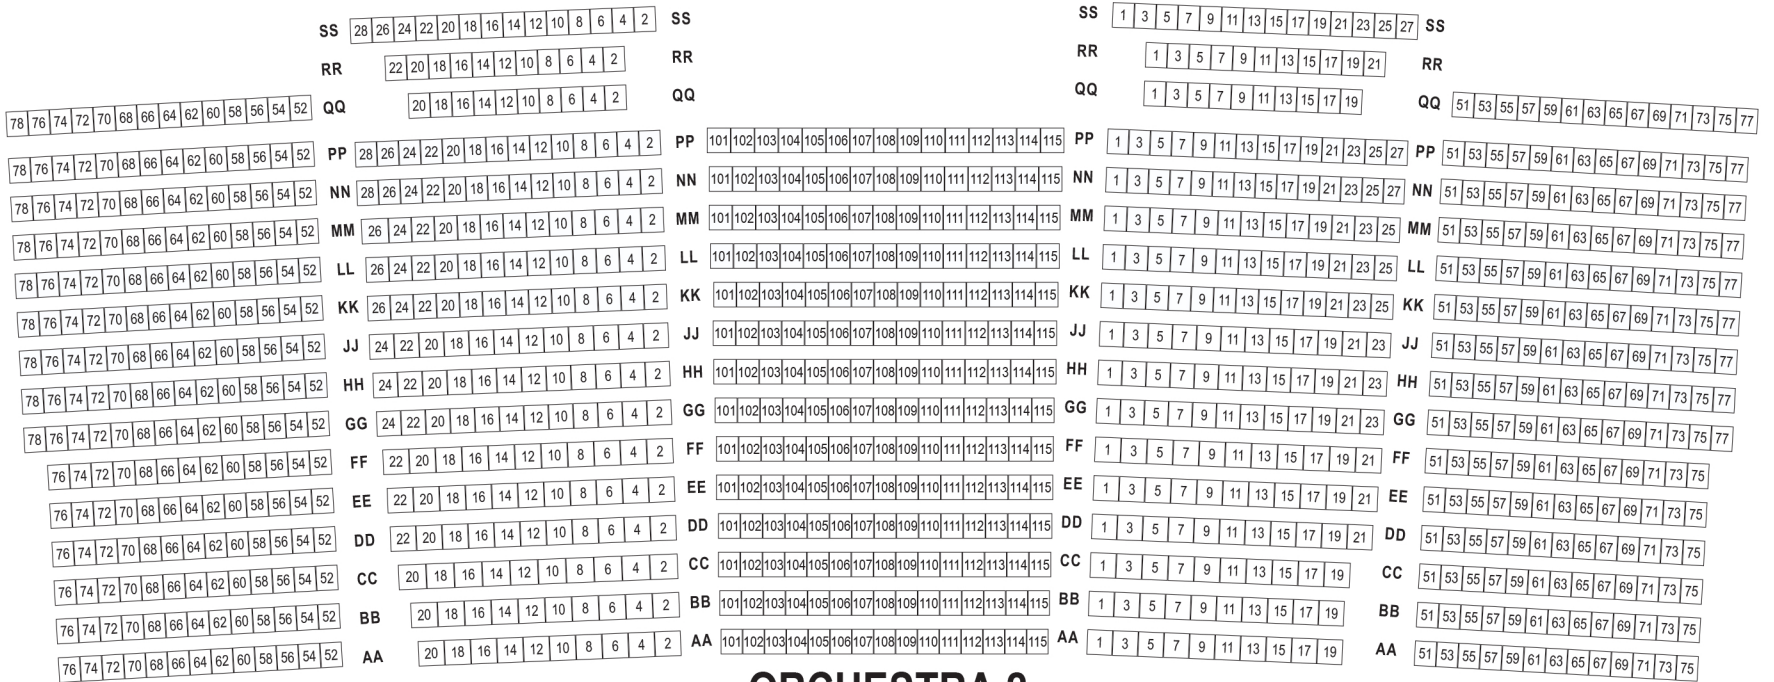 SS 28 26 24 22 20 18 16 14 12 10 8 6 4 2 SS SS 1 3 5 7 9 11 13 15 17 19 21 23 25 27 SS
RR 22 20 18 16 14 12 10 8 6 4 2 RR RR 1 3 5 7 9 11 13 15 17 19 21 RR
78 76 74 72 70 68 66 64 62 60 58 56 54 52 QQ 20 18 16 14 12 10 8 6 4 2 QQ QQ 1 3 5 7 9 11 13 15 17 19 QQ 51 53 55 57 59 61 63 65 67 69 71 73 75 77
78 76 74 72 70 68 66 64 62 60 58 56 54 52 PP 28 26 24 22 20 18 16 14 12 10 8 6 4 2 PP 101 102 103 104 105 106 107 108 109 110 111 112 113 114 115 PP 1 3 5 7 9 11 13 15 17 19 21 23 25 27 PP 51 53 55 57 59 61 63 65 67 69 71 73 75 77
78 76 74 72 70 68 66 64 62 60 58 56 54 52 NN 28 26 24 22 20 18 16 14 12 10 8 6 4 2 NN 101 102 103 104 105 106 107 108 109 110 111 112 113 114 115 NN 1 3 5 7 9 11 13 15 17 19 21 23 25 27 NN 51 53 55 57 59 61 63 65 67 69 71 73 75 77
78 76 74 72 70 68 66 64 62 60 58 56 54 52 MM 26 24 22 20 18 16 14 12 10 8 6 4 2 MM 101 102 103 104 105 106 107 108 109 110 111 112 113 114 115 MM 1 3 5 7 9 11 13 15 17 19 21 23 25 MM 51 53 55 57 59 61 63 65 67 69 71 73 75 77
78 76 74 72 70 68 66 64 62 60 58 56 54 52 LL 26 24 22 20 18 16 14 12 10 8 6 4 2 LL 101 102 103 104 105 106 107 108 109 110 111 112 113 114 115 LL 1 3 5 7 9 11 13 15 17 19 21 23 25 LL 51 53 55 57 59 61 63 65 67 69 71 73 75 77
78 76 74 72 70 68 66 64 62 60 58 56 54 52 KK 26 24 22 20 18 16 14 12 10 8 6 4 2 KK 101 102 103 104 105 106 107 108 109 110 111 112 113 114 115 KK 1 3 5 7 9 11 13 15 17 19 21 23 25 KK 51 53 55 57 59 61 63 65 67 69 71 73 75 77
78 76 74 72 70 68 66 64 62 60 58 56 54 52 JJ 24 22 20 18 16 14 12 10 8 6 4 2 JJ 101 102 103 104 105 106 107 108 109 110 111 112 113 114 115 JJ 1 3 5 7 9 11 13 15 17 19 21 23 JJ 51 53 55 57 59 61 63 65 67 69 71 73 75 77
78 76 74 72 70 68 66 64 62 60 58 56 54 52 HH 24 22 20 18 16 14 12 10 8 6 4 2 HH 101 102 103 104 105 106 107 108 109 110 111 112 113 114 115 HH 1 3 5 7 9 11 13 15 17 19 21 23 HH 51 53 55 57 59 61 63 65 67 69 71 73 75 77
78 76 74 72 70 68 66 64 62 60 58 56 54 52 GG 24 22 20 18 16 14 12 10 8 6 4 2 GG 101 102 103 104 105 106 107 108 109 110 111 112 113 114 115 GG 1 3 5 7 9 11 13 15 17 19 21 23 GG 51 53 55 57 59 61 63 65 67 69 71 73 75 77
76 74 72 70 68 66 64 62 60 58 56 54 52 FF 22 20 18 16 14 12 10 8 6 4 2 FF 101 102 103 104 105 106 107 108 109 110 111 112 113 114 115 FF 1 3 5 7 9 11 13 15 17 19 21 FF 51 53 55 57 59 61 63 65 67 69 71 73 75
76 74 72 70 68 66 64 62 60 58 56 54 52 EE 22 20 18 16 14 12 10 8 6 4 2 EE 101 102 103 104 105 106 107 108 109 110 111 112 113 114 115 EE 1 3 5 7 9 11 13 15 17 19 21 EE 51 53 55 57 59 61 63 65 67 69 71 73 75
76 74 72 70 68 66 64 62 60 58 56 54 52 DD 22 20 18 16 14 12 10 8 6 4 2 DD 101 102 103 104 105 106 107 108 109 110 111 112 113 114 115 DD 1 3 5 7 9 11 13 15 17 19 21 DD 51 53 55 57 59 61 63 65 67 69 71 73 75
76 74 72 70 68 66 64 62 60 58 56 54 52 CC 20 18 16 14 12 10 8 6 4 2 CC 101 102 103 104 105 106 107 108 109 110 111 112 113 114 115 CC 1 3 5 7 9 11 13 15 17 19 CC 51 53 55 57 59 61 63 65 67 69 71 73 75
76 74 72 70 68 66 64 62 60 58 56 54 52 BB 20 18 16 14 12 10 8 6 4 2 BB 101 102 103 104 105 106 107 108 109 110 111 112 113 114 115 BB 1 3 5 7 9 11 13 15 17 19 BB 51 53 55 57 59 61 63 65 67 69 71 73 75
76 74 72 70 68 66 64 62 60 58 56 54 52 AA 20 18 16 14 12 10 8 6 4 2 AA 101 102 103 104 105 106 107 108 109 110 111 112 113 114 115 AA 1 3 5 7 9 11 13 15 17 19 AA 51 53 55 57 59 61 63 65 67 69 71 73 75
ORCHESTRA